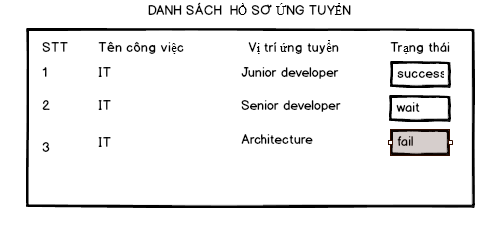 DANH SÁCH HỒ SƠ ỨNG TUYỂN
STT Tên công việc Vị trí ứng tuyển Trạng thái
1 IT Junior developer success
2 IT Senior developer wait
3 IT Architecture fail